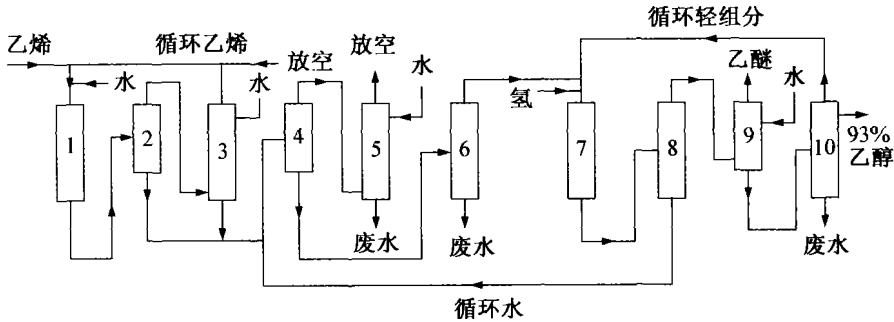 循环轻组分
乙烯
循环乙烯
放空
放空
水
水
水
氢
乙醚
水
1
2
3
4
5
6
7
8
9
10
93%
乙醇
废水
废水
废水
循环水